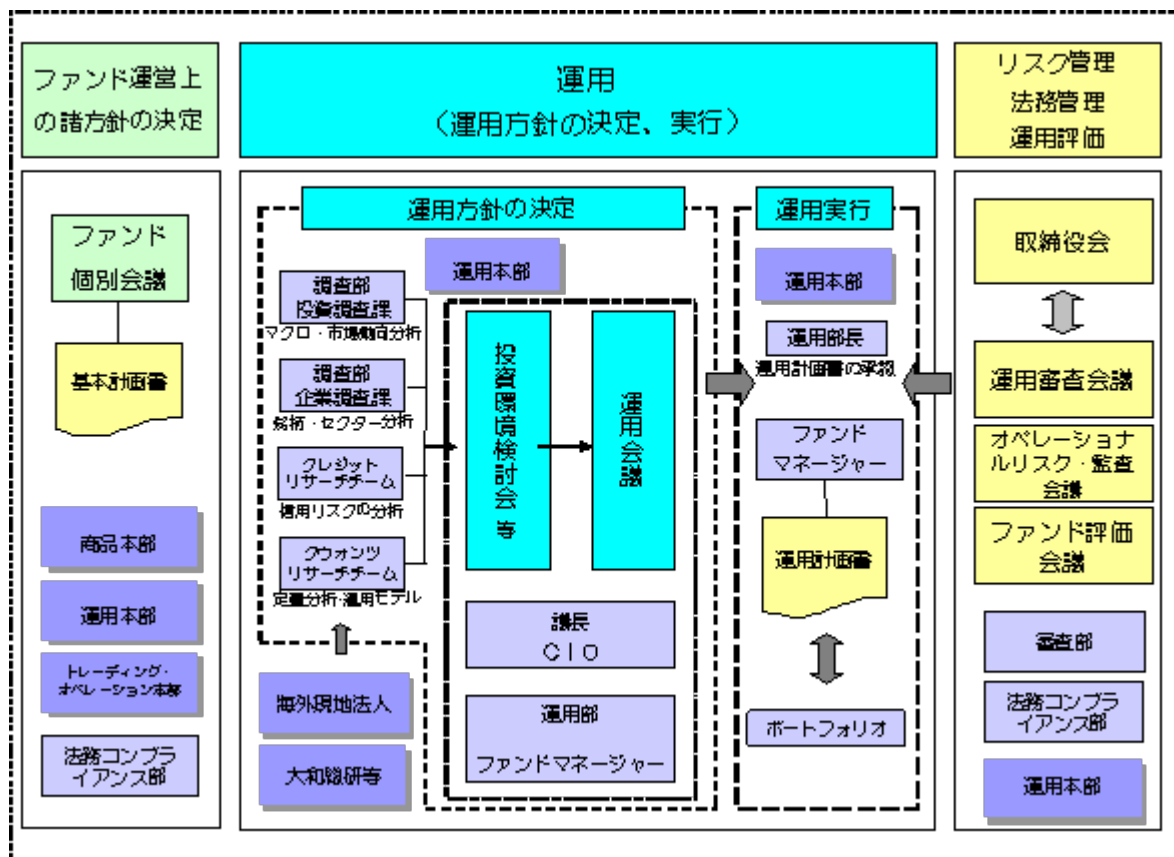 ファンド運営上
の諸方針の決定
運用
（運用方針の決定、実行）
リスク管理
法務管理
運用評価
ファンド
個別会議
基本計画書
商品本部
運用本部
トレーディング・
オペレーション本部
法務コンプラ
イアンス部
運用方針の決定
運用本部
調査部
投資調査課
マクロ・市場動向分析
調査部
企業調査課
銘柄・セクター分析
クレジット
リサーチチーム
信用リスクの分析
クウォンツ
リサーチチーム
定量分析・運用モデル
海外現地法人
大和総研等
投資環境検討会 等
運用会議
議長
ＣＩＯ
運用部
ファンドマネージャー
運用実行
運用本部
運用部長
運用計画書の承認
ファンド
マネージャー
運用計画書
ポートフォリオ
取締役会
運用審査会議
オペレーショナ
ルリスク・監査
会議
ファンド評価
会議
審査部
法務コンプラ
イアンス部
運用本部